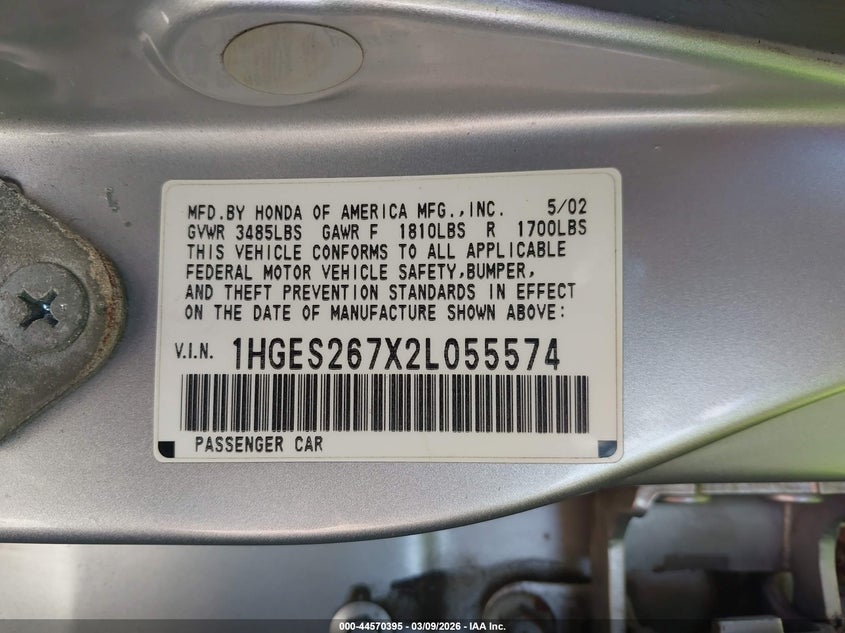 MFD.BY HONDA OF AMERICA MFG.,INC. 5/02
GVWR 3485LBS GAWR F 1810LBS R 1700LBS
THIS VEHICLE CONFORMS TO ALL APPLICABLE
FEDERAL MOTOR VEHICLE SAFETY,BUMPER,
AND THEFT PREVENTION STANDARDS IN EFFECT
ON THE DATE OF MANUFACTURE SHOWN ABOVE:
V.I.N. 1HGES267X2L055574
PASSENGER CAR
000-44570395 - 03/09/2026 - IAA Inc.